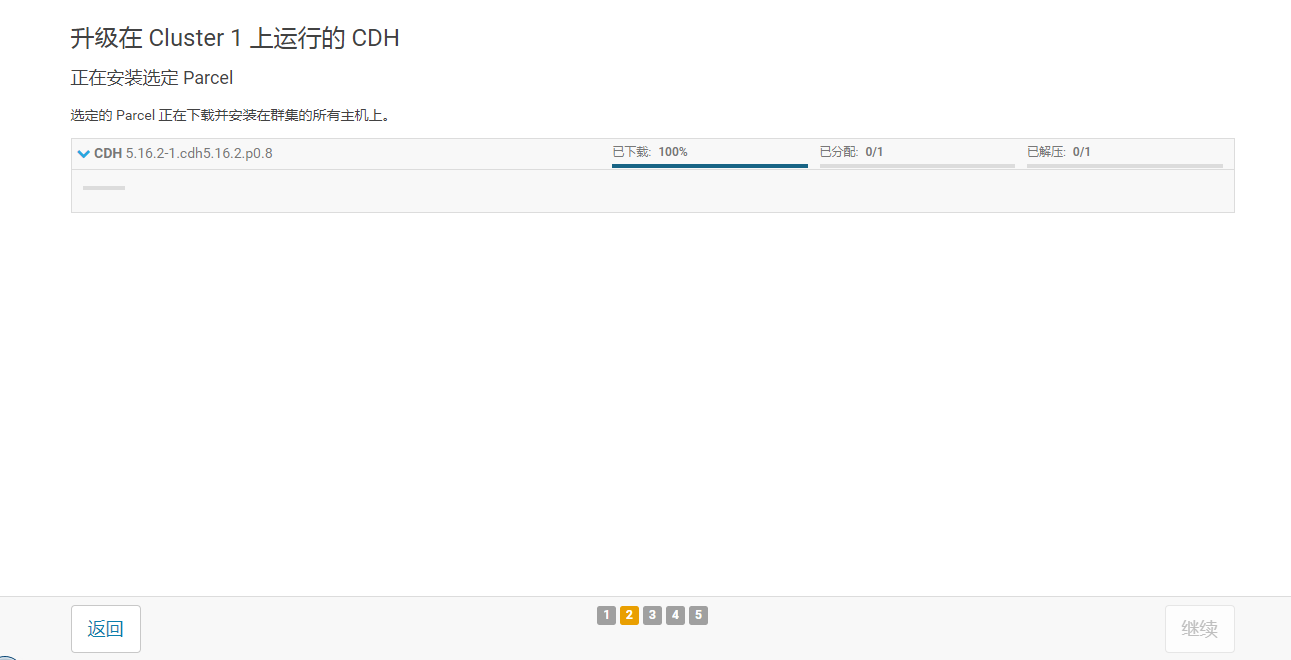 升级在 Cluster 1 上运行的 CDH
正在安装选定 Parcel
选定的 Parcel 正在下载并安装在群集的所有主机上。
CDH 5.16.2-1.cdh5.16.2.p0.8 已下载: 100% 已分配: 0/1 已解压: 0/1
返回 1 2 3 4 5 继续